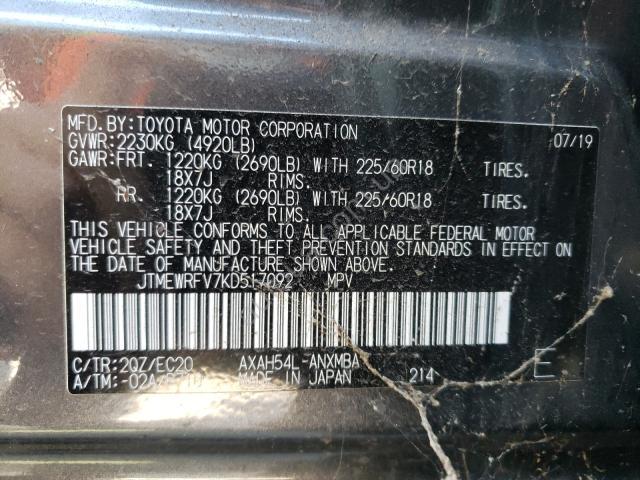 MFD. BY: TOYOTA MOTOR CORPORATION 07/19
GVWR: 2230KG (4920LB)
GAWR: FRT. 1220KG (2690LB) WITH 225/60R18 TIRES.
18X7J RIMS.
RR. 1220KG (2690LB) WITH 225/60R18 TIRES.
18X7J RIMS.
THIS VEHICLE CONFORMS TO ALL APPLICABLE FEDERAL MOTOR
VEHICLE SAFETY AND THEFT PREVENTION STANDARDS IN EFFECT ON
THE DATE OF MANUFACTURE SHOWN ABOVE.
JTMEWRFV7KD517092 MPV
C/TR: 2QZ/EC20 AXAH54L-ANXMBA
A/TM: -02A/ MADE IN JAPAN 214 E